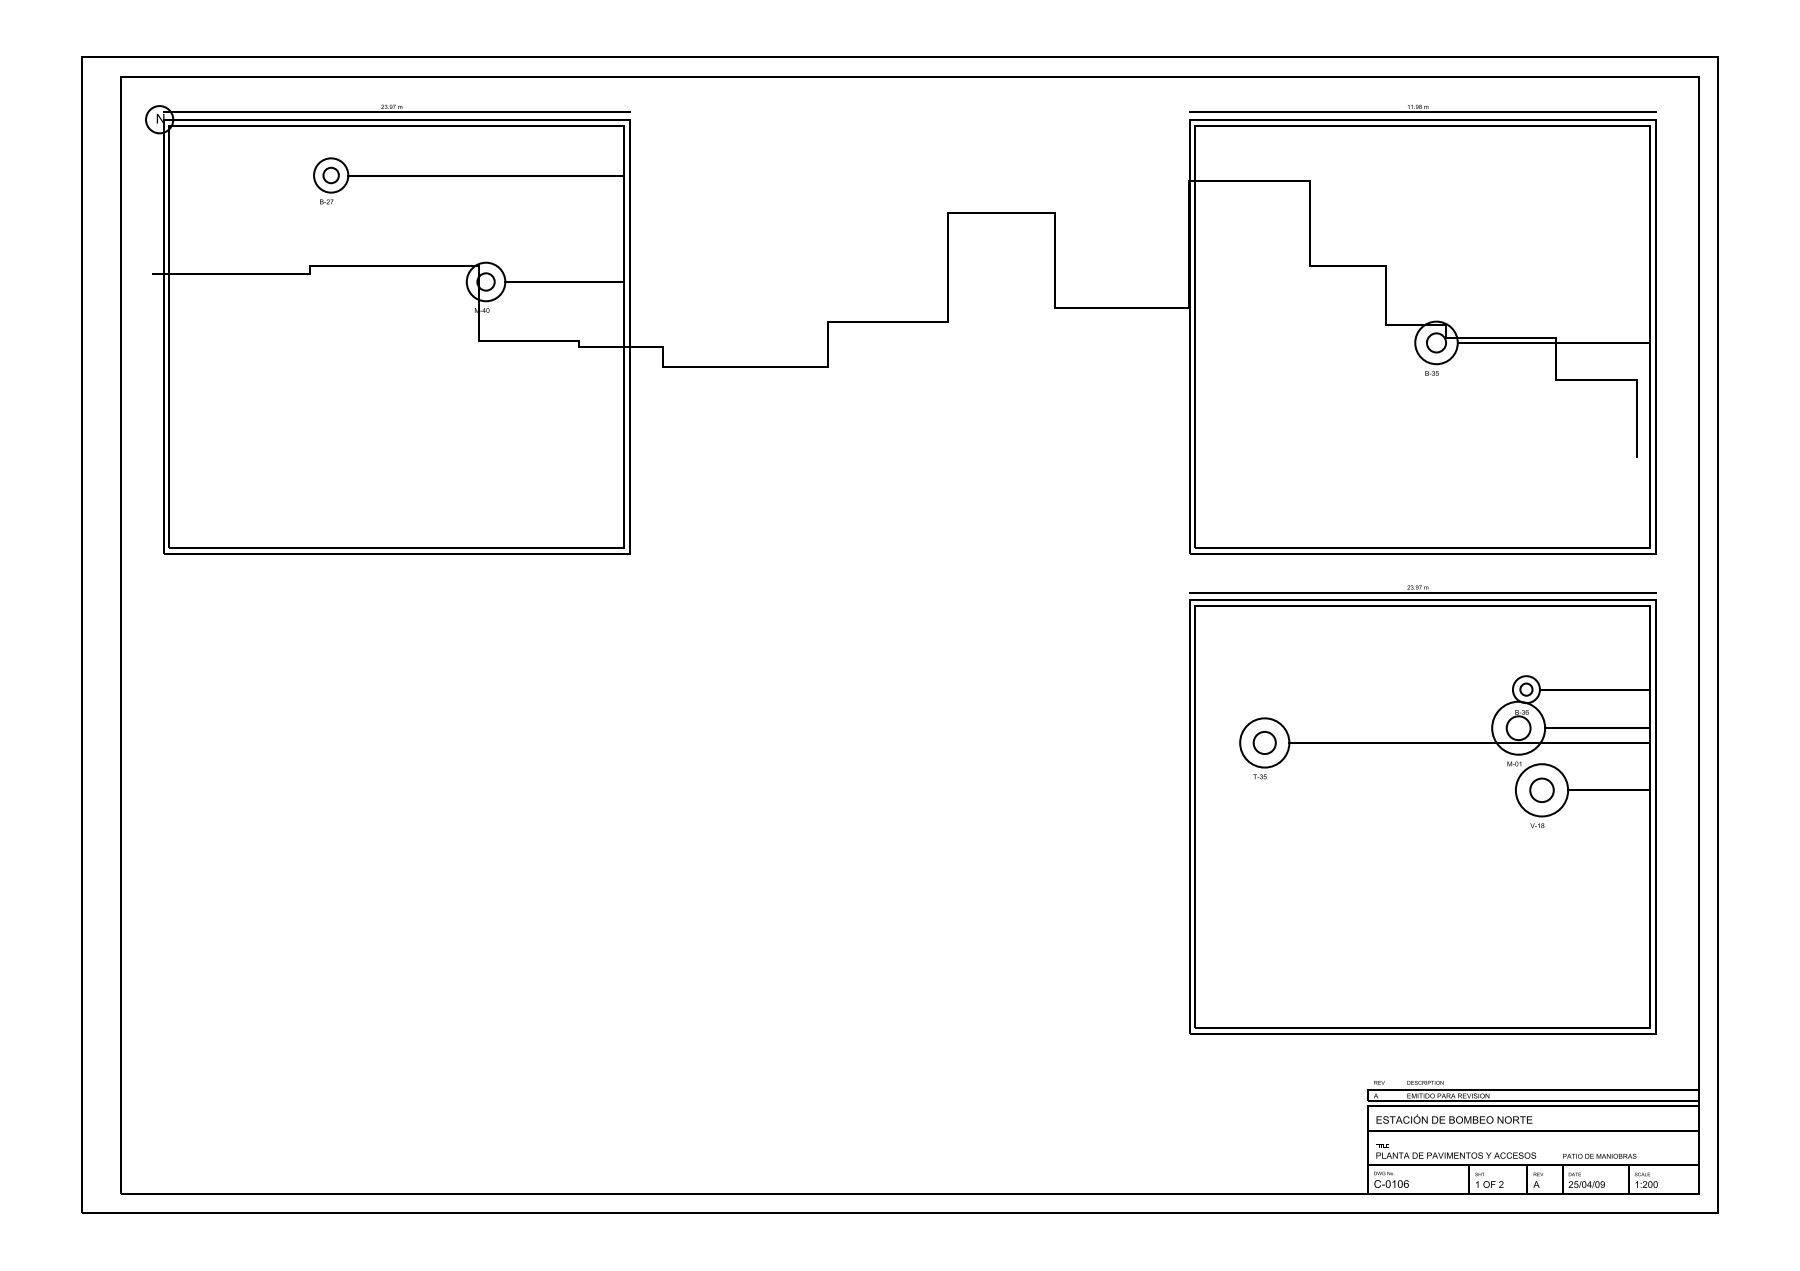 23.97 m
11.98 m
N
B-27
M-40
B-35
23.97 m
B-36
M-01
T-35
V-18
REV DESCRIPTION
A EMITIDO PARA REVISION
ESTACIÓN DE BOMBEO NORTE
TITLE
PLANTA DE PAVIMENTOS Y ACCESOS PATIO DE MANIOBRAS
DWG No. SHT REV DATE SCALE
C-0106 1 OF 2 A 25/04/09 1:200